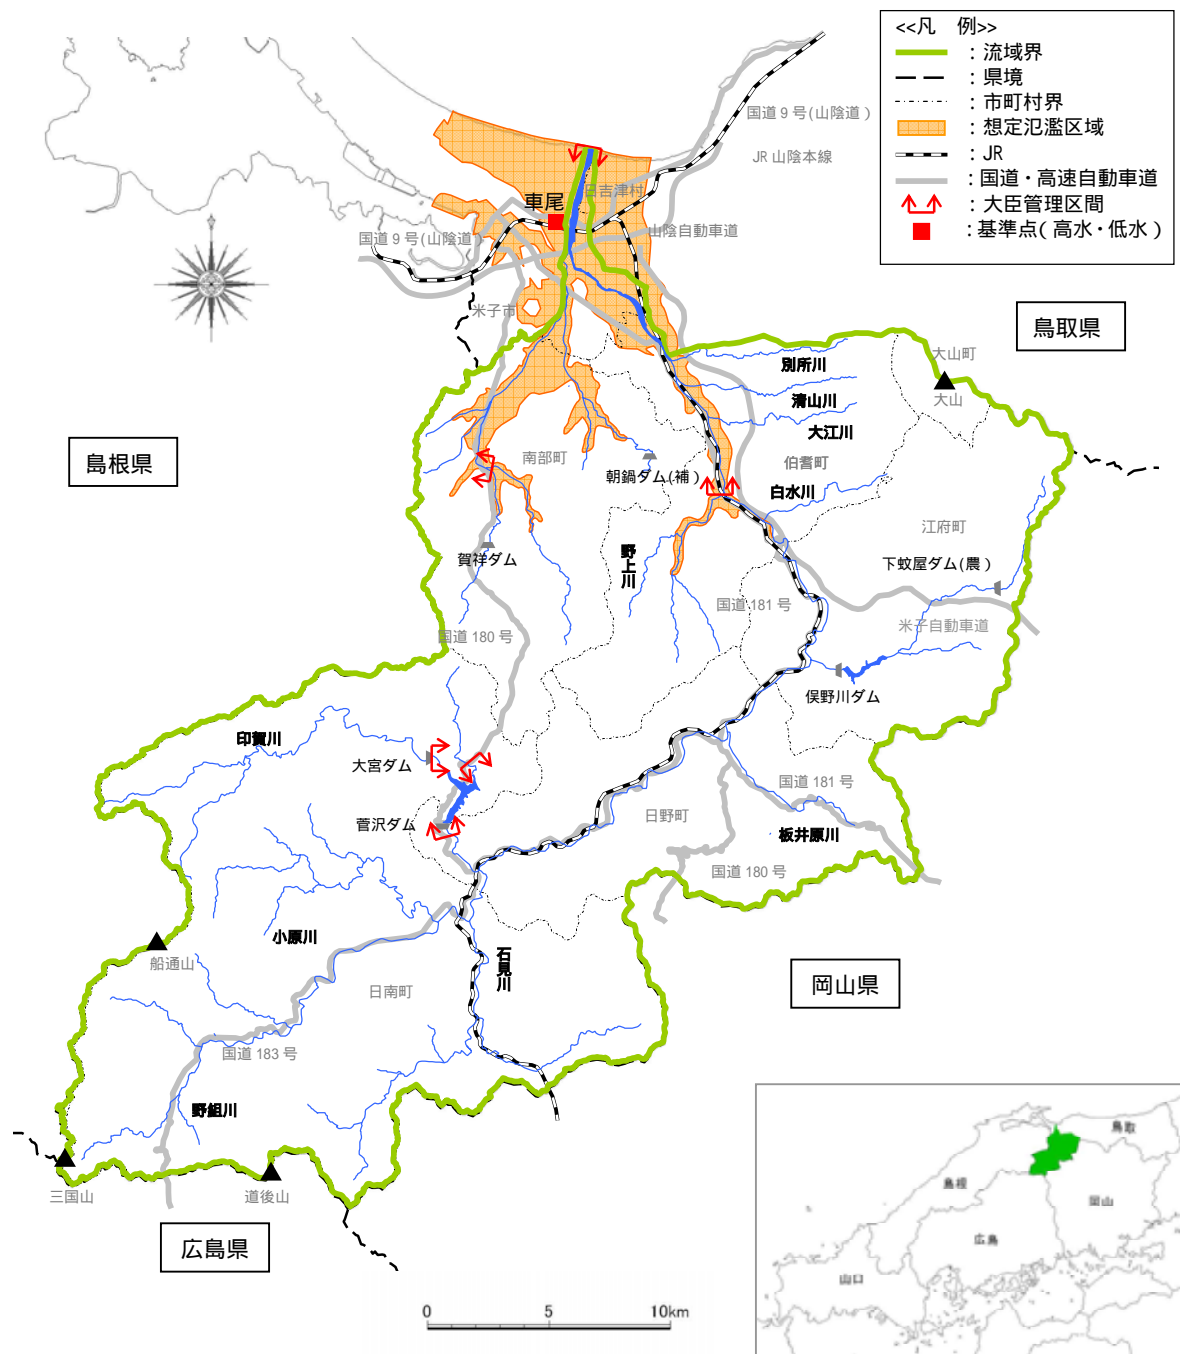 <<凡　例>>
：流域界
：県境
：市町村界
：想定氾濫区域
：JR
：国道・高速自動車道
：大臣管理区間
：基準点(高水・低水)
国道9号(山陰道)
JR山陰本線
日吉津村
車尾
山陰自動車道
国道9号(山陰道)
米子市
鳥取県
大山町
別所川
大山
清山川
大江川
島根県
南部町
伯耆町
朝鍋ダム(補)
白水川
江府町
野上川
賀祥ダム
下蚊屋ダム(農)
国道181号
米子自動車道
国道180号
俣野川ダム
印賀川
大宮ダム
国道181号
日野町
菅沢ダム
板井原川
国道180号
小原川
石見川
船通山
岡山県
日南町
国道183号
野組川
三国山
道後山
広島県
0
5
10km
鳥取
島根
岡山
広島
山口